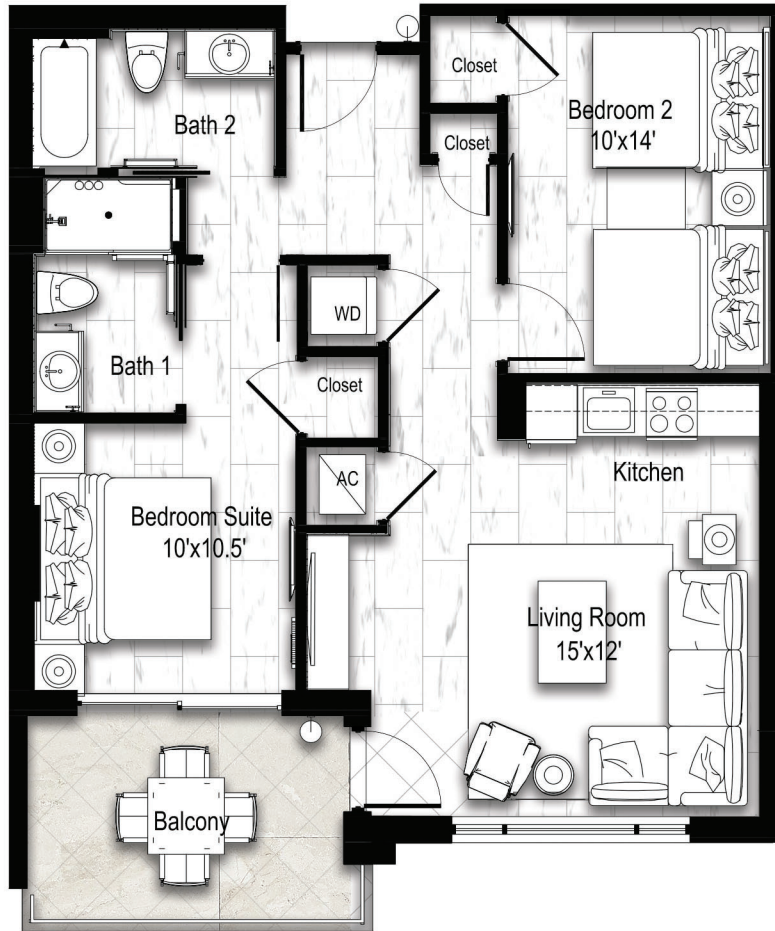 Closet
Bedroom 2
10'x14'
Bath 2
Closet
WD
Bath 1
Closet
Kitchen
AC
Bedroom Suite
10'x10.5'
Living Room
15'x12'
Balcony